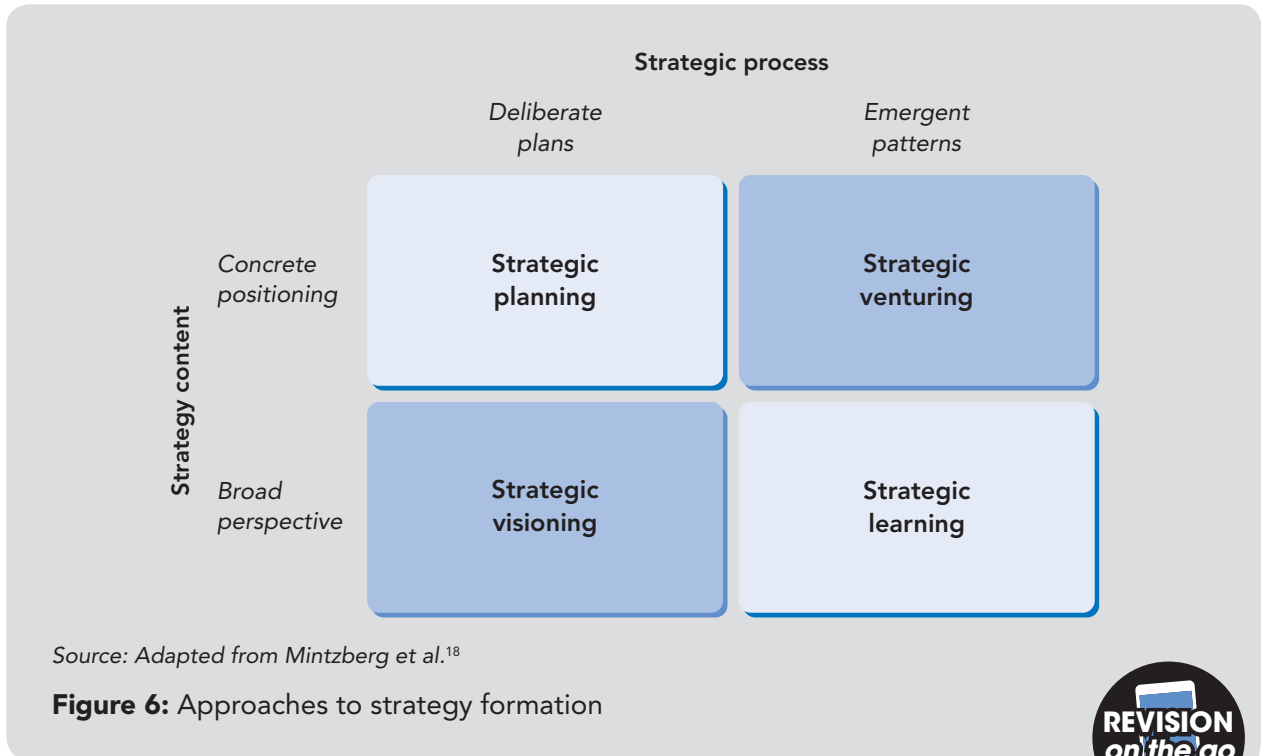 Strategic process
Deliberate
plans
Emergent
patterns
Strategy content
Concrete
positioning
Strategic
planning
Strategic
venturing
Broad
perspective
Strategic
visioning
Strategic
learning
Source: Adapted from Mintzberg et al.18
Figure 6: Approaches to strategy formation
REVISION
on the go